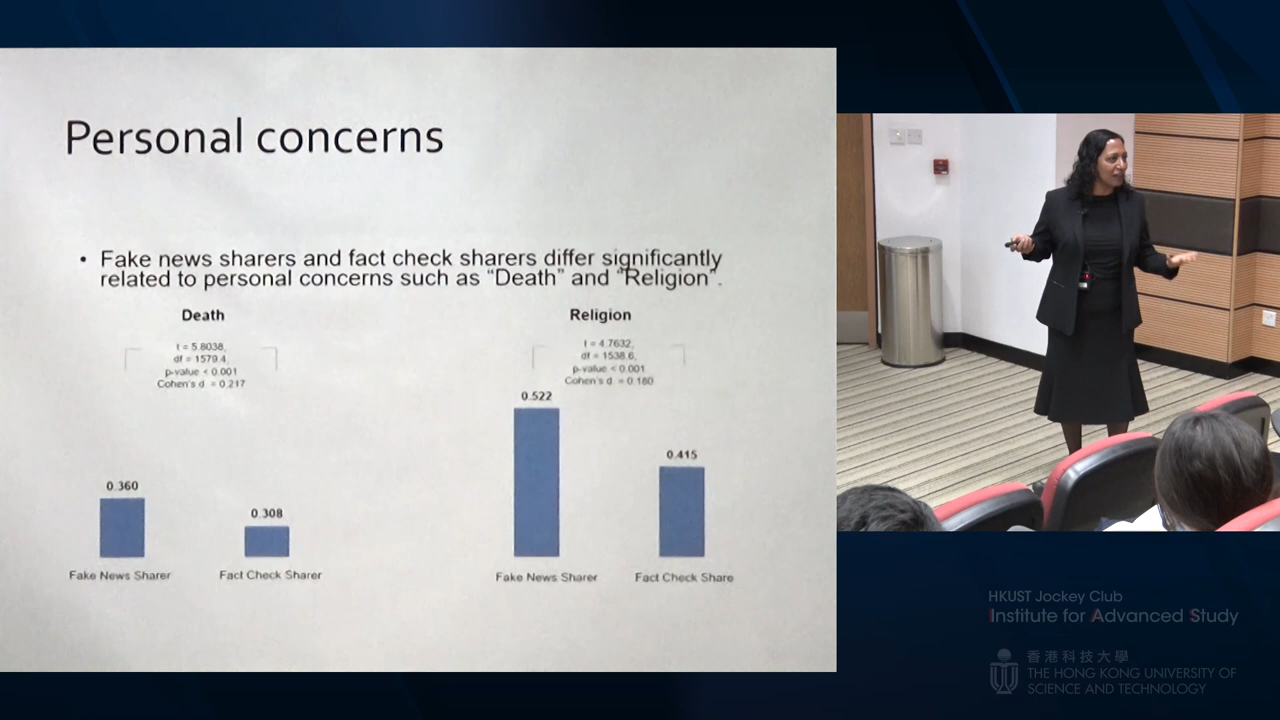 Personal concerns
• Fake news sharers and fact check sharers differ significantly
related to personal concerns such as “Death” and “Religion”.
Death
t = 5.8038,
df = 1579.4,
p-value < 0.001
Cohen's d = 0.217
0.360
0.308
Fake News Sharer
Fact Check Sharer
Religion
t = 4.7632,
df = 1538.6,
p-value < 0.001
Cohen's d = 0.180
0.522
0.415
Fake News Sharer
Fact Check Share
HKUST Jockey Club
Institute for Advanced Study
香港科技大學
THE HONG KONG UNIVERSITY OF
SCIENCE AND TECHNOLOGY